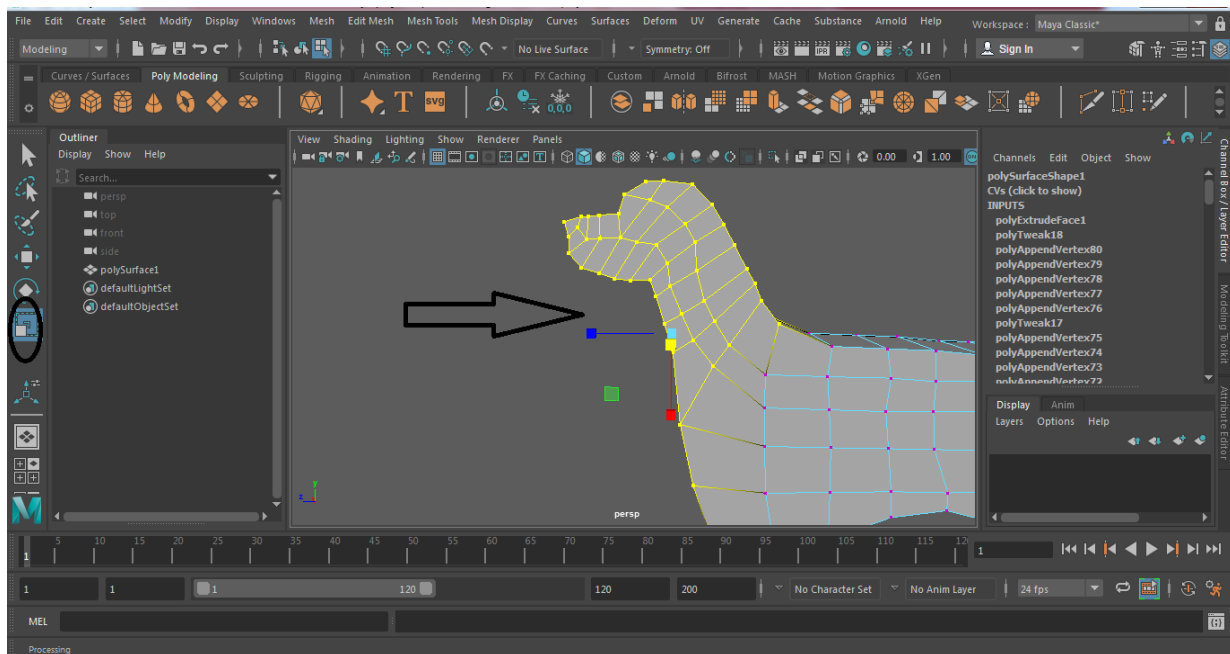 File Edit Create Select Modify Display Windows Mesh Edit Mesh Mesh Tools Mesh Display Curves Surfaces Deform UV Generate Cache Substance Arnold Help Workspace : Maya Classic*
Modeling No Live Surface Symmetry: Off Sign In
Curves / Surfaces Poly Modeling Sculpting Rigging Animation Rendering FX FX Caching Custom Arnold Bifrost MASH Motion Graphics XGen
T svg 0,0,0
Outliner
Display Show Help
Search...
persp
top
front
side
polySurface1
defaultLightSet
defaultObjectSet
View Shading Lighting Show Renderer Panels
0.00 1.00
y
z
persp
Channels Edit Object Show
polySurfaceShape1
CVs (click to show)
INPUTS
polyExtrudeFace1
polyTweak18
polyAppendVertex80
polyAppendVertex79
polyAppendVertex78
polyAppendVertex77
polyAppendVertex76
polyTweak17
polyAppendVertex75
polyAppendVertex74
polyAppendVertex73
polyAppendVertex72
Display Anim
Layers Options Help
Channel Box / Layer Editor
Modeling Toolkit
Attribute Editor
5 10 15 20 25 30 35 40 45 50 55 60 65 70 75 80 85 90 95 100 105 110 115 12
1 1
1 1 1 120 120 200 No Character Set No Anim Layer 24 fps
MEL
Processing